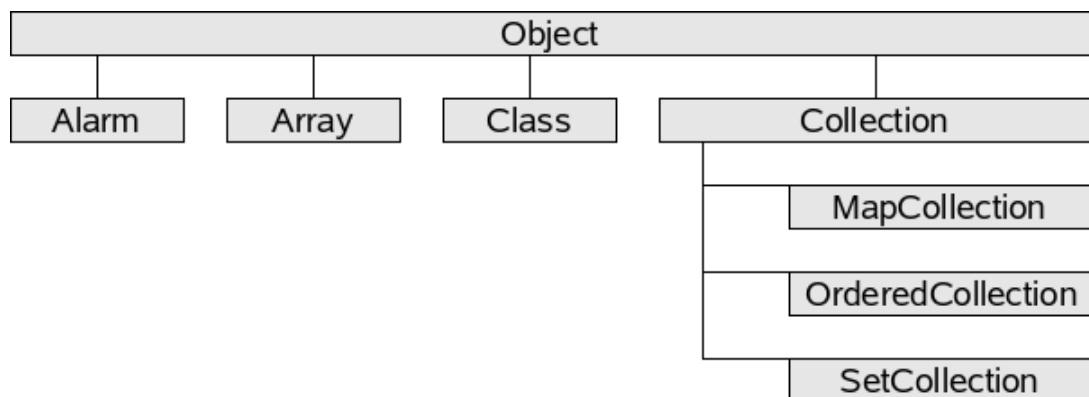 Object
Alarm
Array
Class
Collection
MapCollection
OrderedCollection
SetCollection